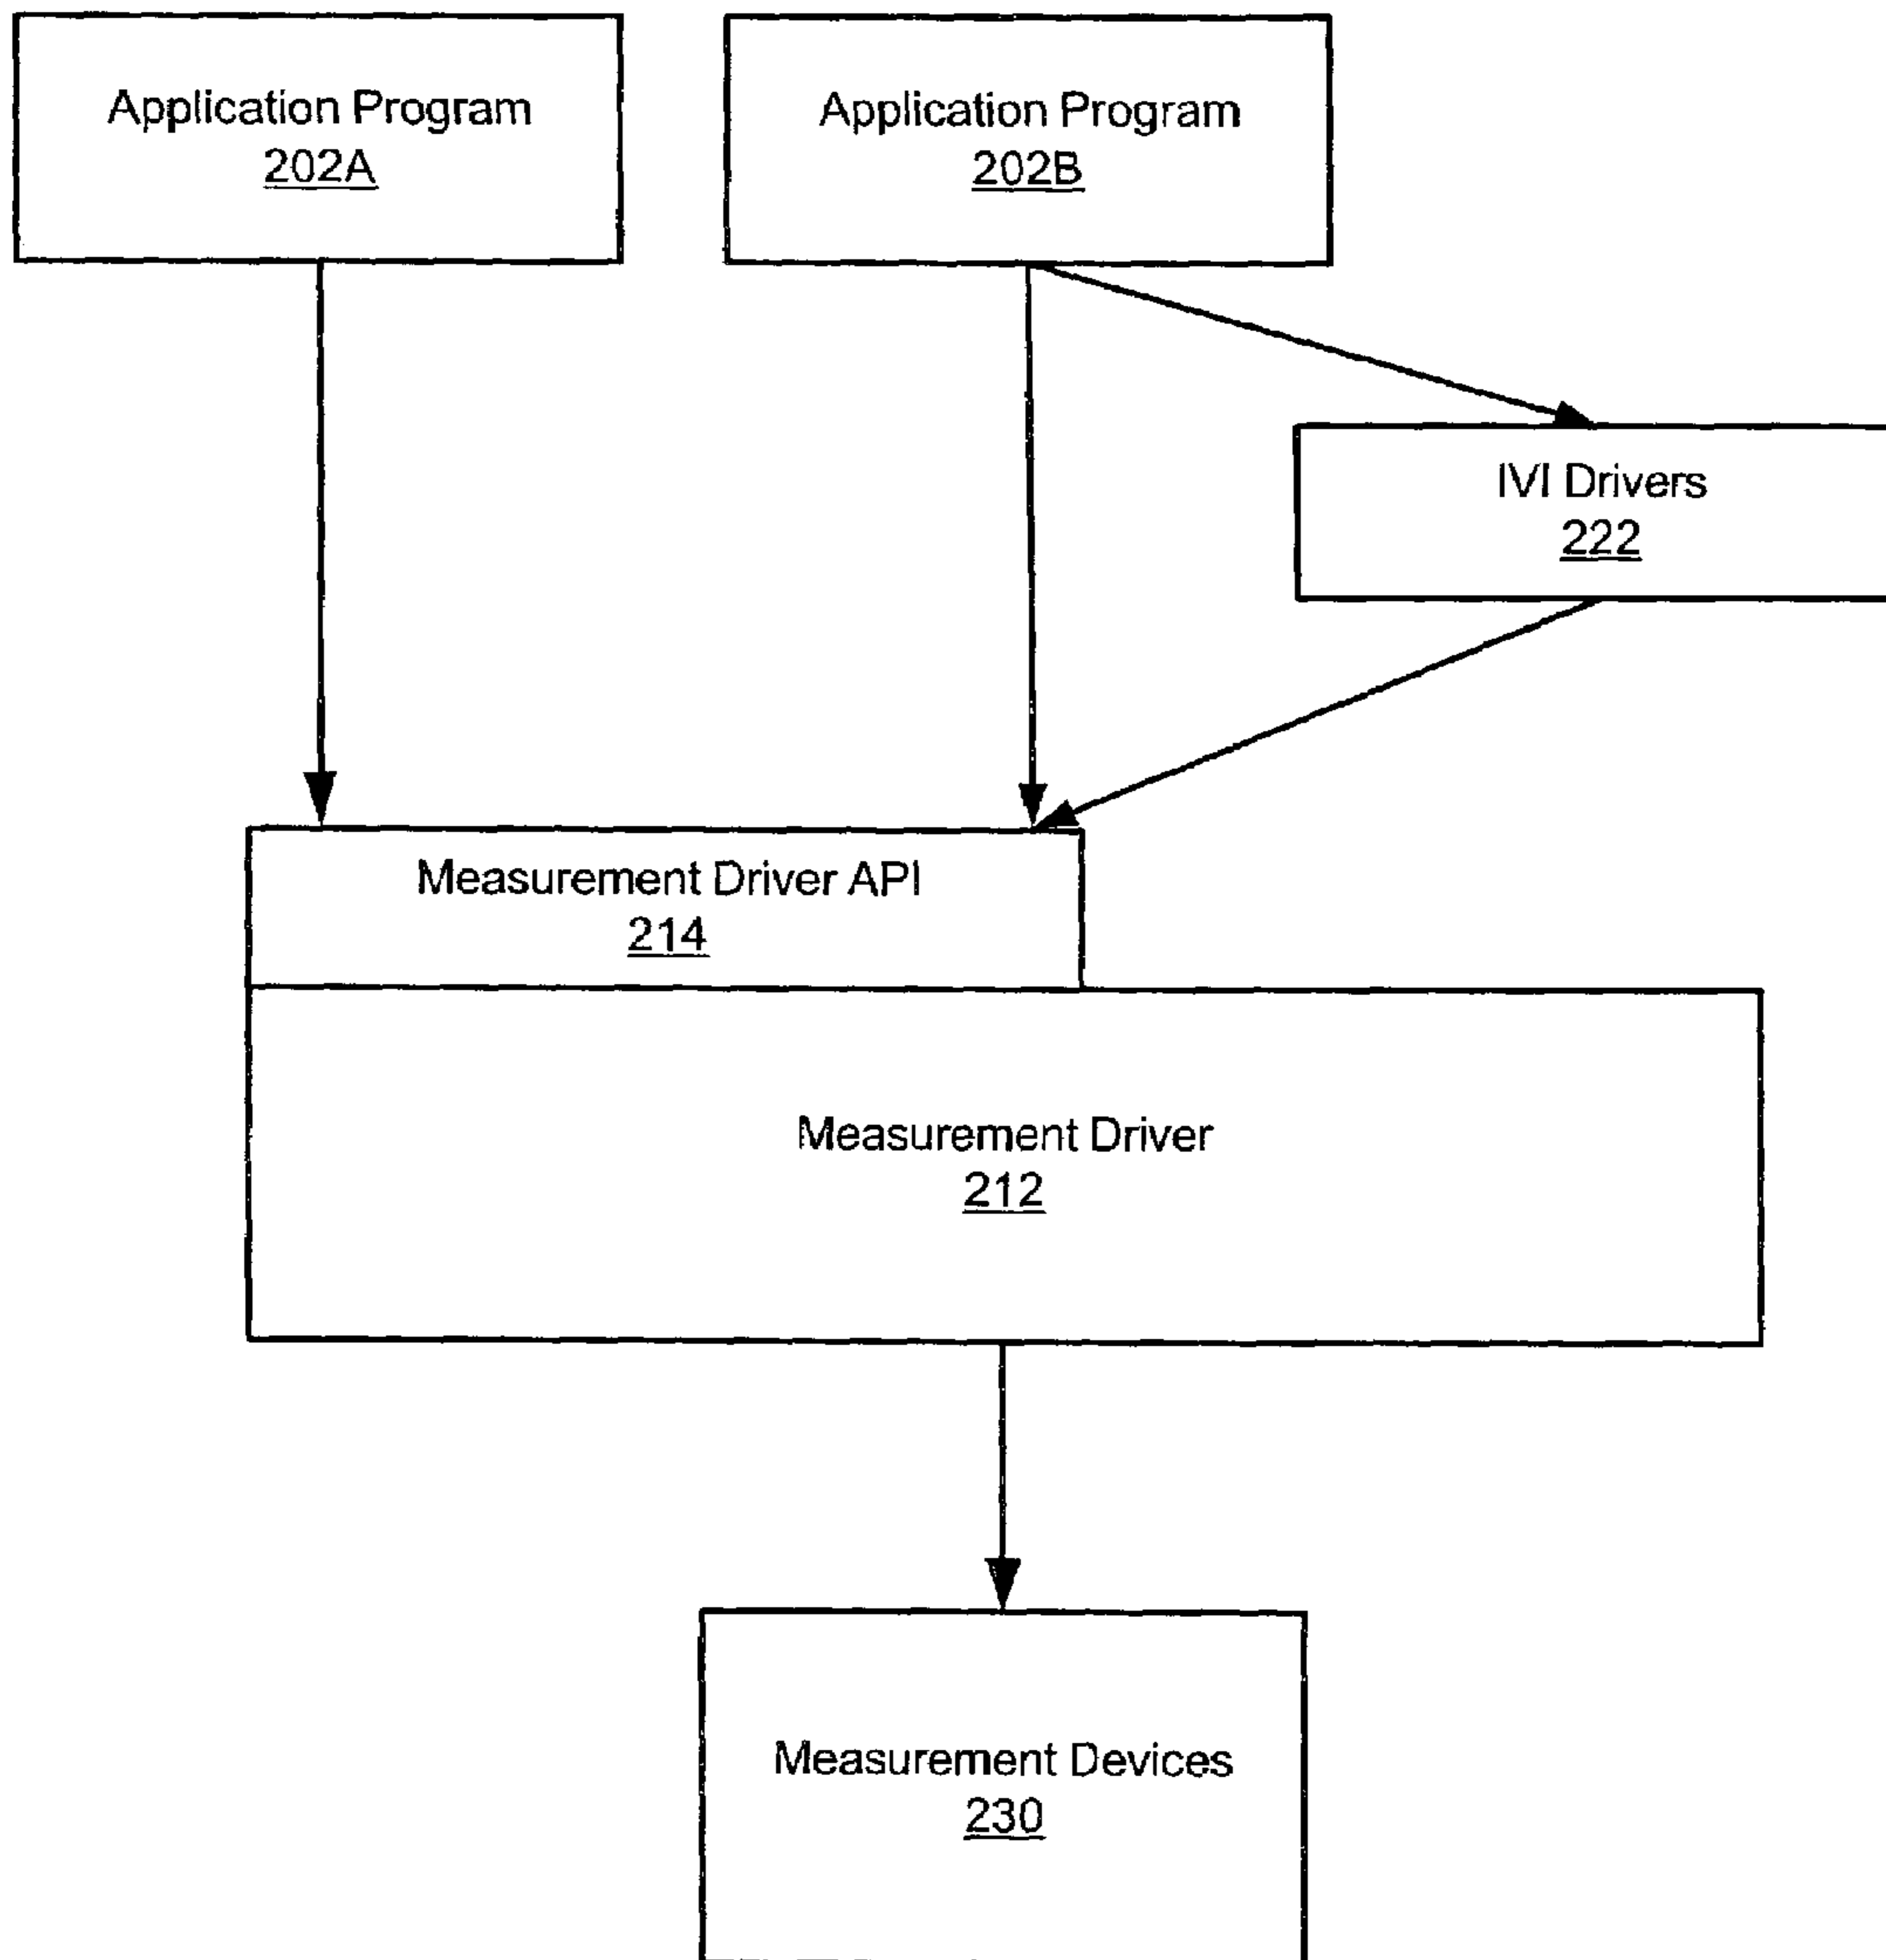 Application Program
202A
Application Program
202B
IVI Drivers
222
Measurement Driver API
214
Measurement Driver
212
Measurement Devices
230